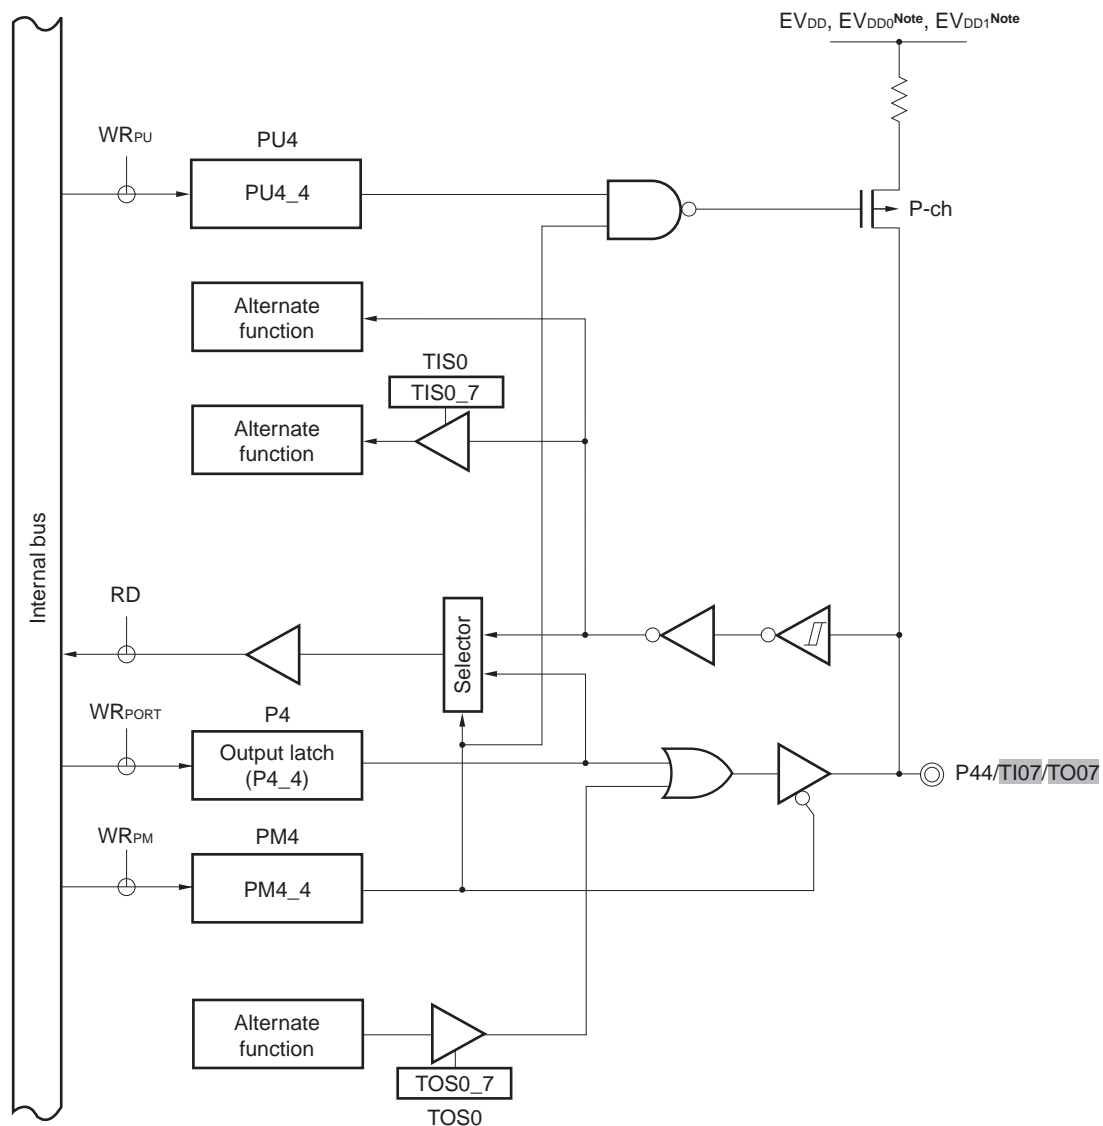 EVDD, EVDD0Note, EVDD1Note
WRPU
PU4
PU4_4
P-ch
Alternate
function
TIS0
TIS0_7
Alternate
function
Internal bus
RD
Selector
WRPORT
P4
Output latch
(P4_4)
P44/TI07/TO07
WRPM
PM4
PM4_4
Alternate
function
TOS0_7
TOS0